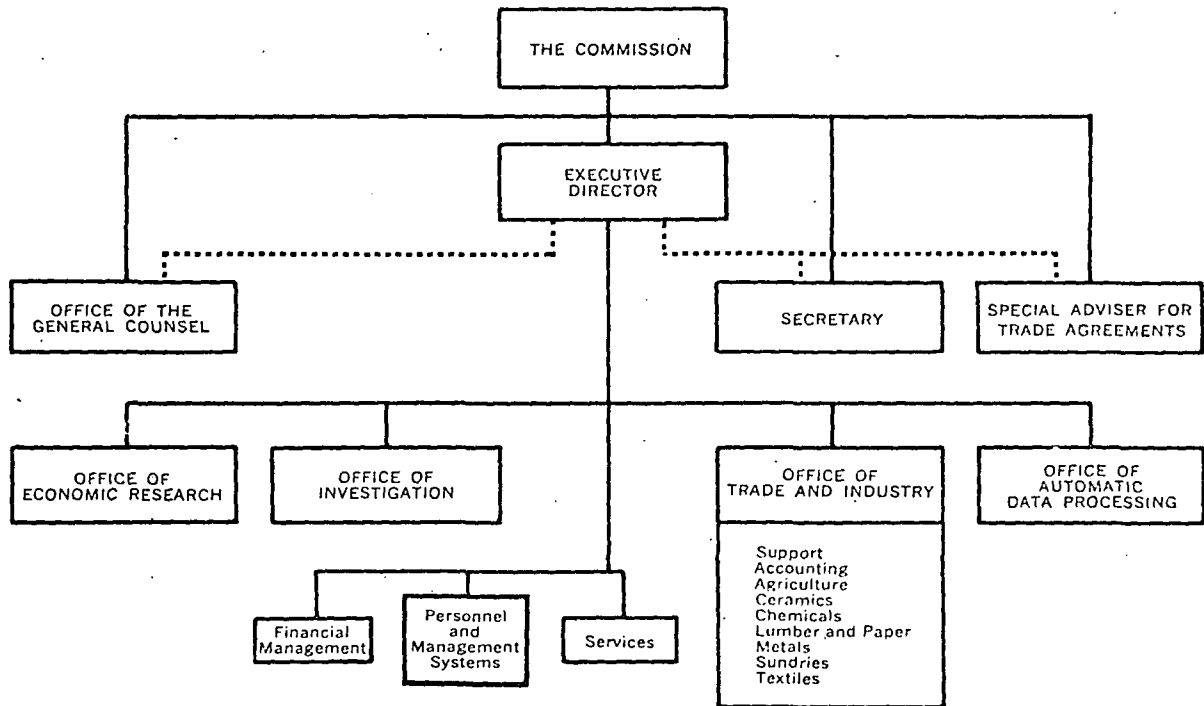 THE COMMISSION
EXECUTIVE
DIRECTOR
OFFICE OF THE
GENERAL COUNSEL
SECRETARY
SPECIAL ADVISER FOR
TRADE AGREEMENTS
OFFICE OF
ECONOMIC RESEARCH
OFFICE OF
INVESTIGATION
OFFICE OF
TRADE AND INDUSTRY
OFFICE OF
AUTOMATIC
DATA PROCESSING
Support
Accounting
Agriculture
Ceramics
Chemicals
Lumber and Paper
Metals
Sundries
Textiles
Financial
Management
Personnel
and
Management
Systems
Services